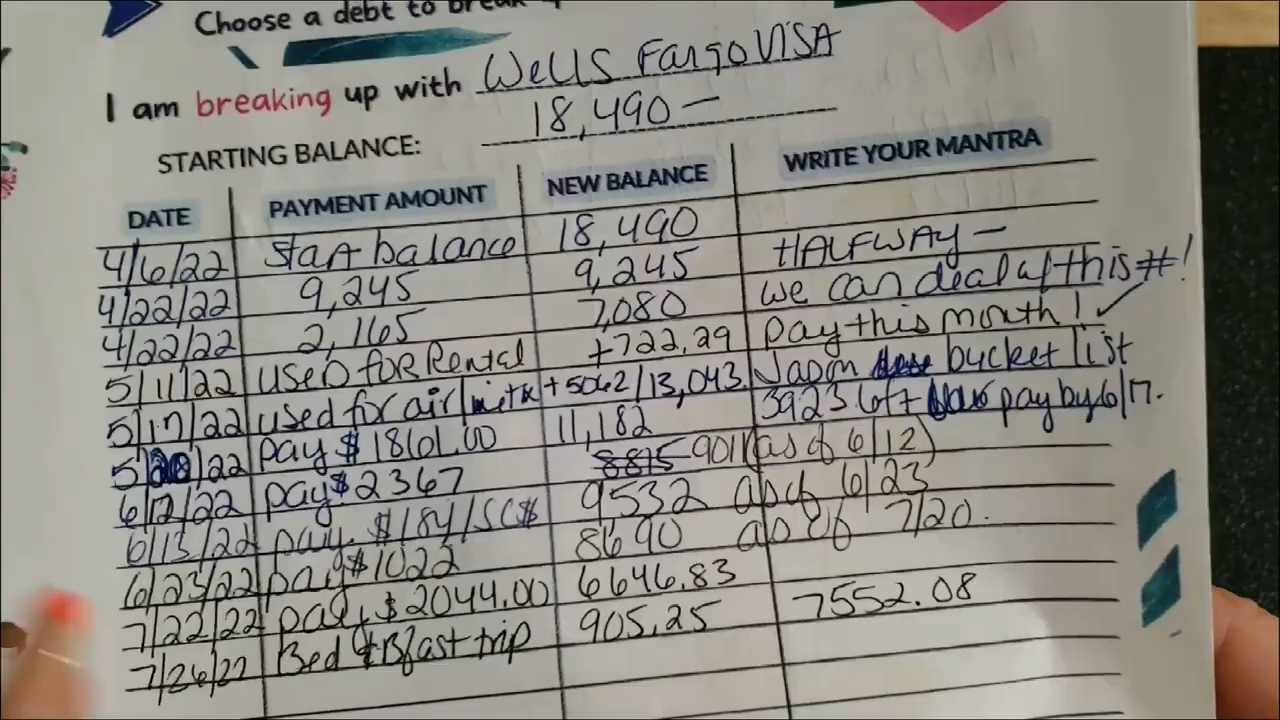 Choose a debt to break up
I am breaking up with Wells Fargo VISA
STARTING BALANCE: 18,490 —
DATE PAYMENT AMOUNT NEW BALANCE WRITE YOUR MANTRA
4/6/22 Start balance 18,490
4/22/22 9,245 9,245 HALFWAY —
4/22/22 2,165 7,080 we can deal of this #!
5/11/22 used for Rental +722.29 pay this month! ✓
5/17/22 used for air/ +5062/13,043 Jason bucket list
5/20/22 pay $1861.00 11,182 3923 left pay by 6/17.
6/12/22 pay $2367 8815 9011 (as of 6/12)
6/13/22 pay $184/SC$ 9532 as of 6/23
6/23/22 pay $1022 8690 as of 7/20.
7/22/22 pay $2044.00 6646.83
7/26/22 Bed & Bfast trip 905.25 7552.08